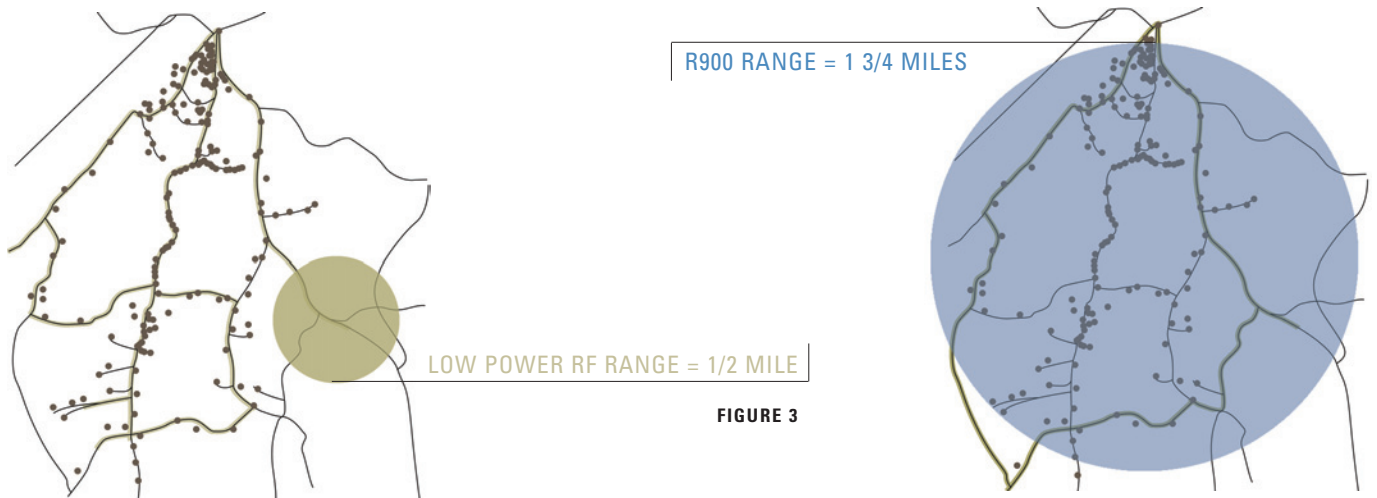 R900 RANGE = 1 3/4 MILES
LOW POWER RF RANGE = 1/2 MILE
FIGURE 3